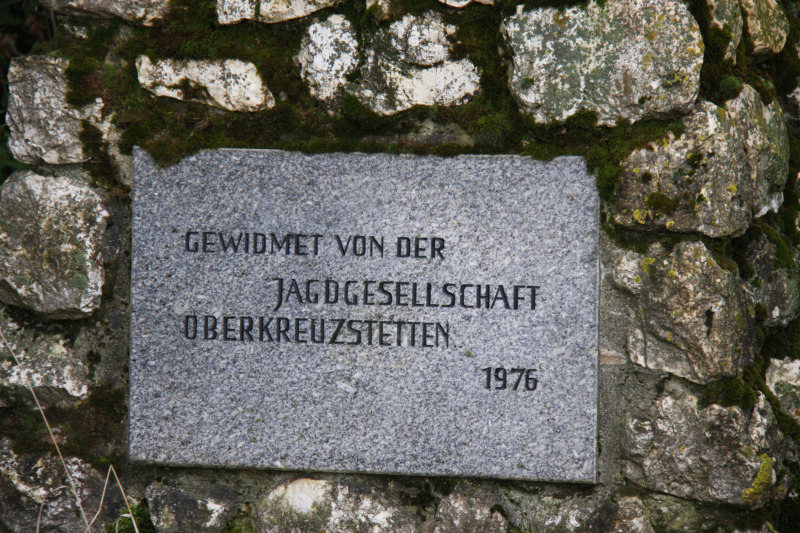 GEWIDMET VON DER
JAGDGESELLSCHAFT
OBERKREUZSTETTEN
1976